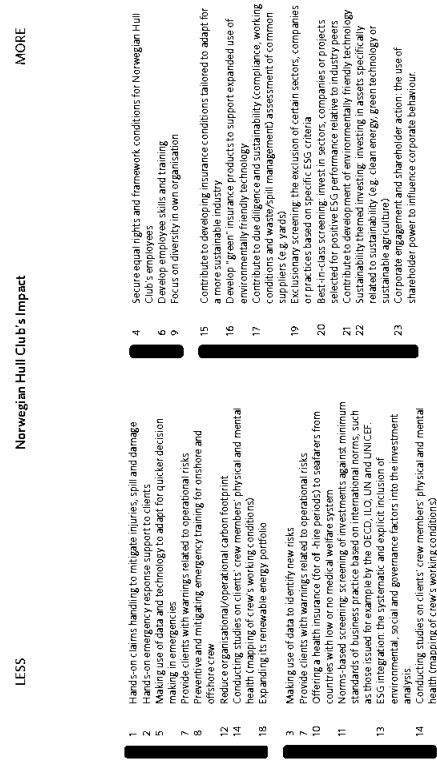 LESS
Norwegian Hull Club's Impact
MORE
1 Hands-on claims handling to mitigate injuries, spill and damage
2 Hands-on emergency response support to clients
5 Making use of data and technology to adapt for quicker decision
making in emergencies
7 Provide clients with warnings related to operational risks
8 Preventive and mitigating emergency training for onshore and
offshore crew
12 Reduce organisational/operational carbon footprint
14 Conducting studies on clients' crew members' physical and mental
health (mapping of crew's working conditions)
18 Expanding its renewable energy portfolio
3 Making use of data to identify new risks
7 Provide clients with warnings related to operational risks
10 Offering a health insurance (for of -hire periods) to seafarers from
countries with low or no medical welfare system
11 Norms-based screening: screening of investments against minimum
standards of business practice based on international norms, such
as those issued for example by the OECD, ILO, UN and UNICEF.
13 ESG integration: the systematic and explicit inclusion of
environmental, social and governance factors into the investment
analysis.
14 Conducting studies on clients' crew members' physical and mental
health (mapping of crew's working conditions)
4 Secure equal rights and framework conditions for Norwegian Hull
Club's employees
6 Develop employee skills and training
9 Focus on diversity in own organisation
15 Contribute to developing insurance conditions tailored to adapt for
a more sustainable industry
16 Develop "green" insurance products to support expanded use of
environmentally friendly technology
17 Contribute to due diligence and sustainability (compliance, working
conditions and waste/spill management) assessment of common
suppliers (e.g. yards)
19 Exclusionary screening: the exclusion of certain sectors, companies
or practices based on specific ESG criteria
20 Best-in-class screening: invest in sectors, companies or projects
selected for positive ESG performance relative to industry peers
21 Contribute to development of environmentally friendly technology
22 Sustainability themed investing: investing in assets specifically
related to sustainability (e.g. clean energy, green technology or
sustainable agriculture)
23 Corporate engagement and shareholder action: the use of
shareholder power to influence corporate behaviour.